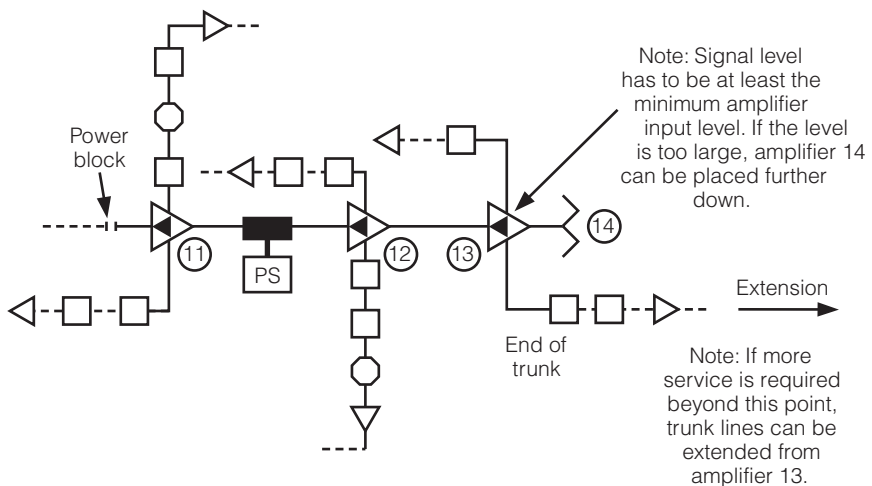 Note: Signal level
has to be at least the
minimum amplifier
input level. If the level
is too large, amplifier 14
can be placed further
down.
Power
block
11
PS
12
13
14
End of
trunk
Extension
Note: If more
service is required
beyond this point,
trunk lines can be
extended from
amplifier 13.